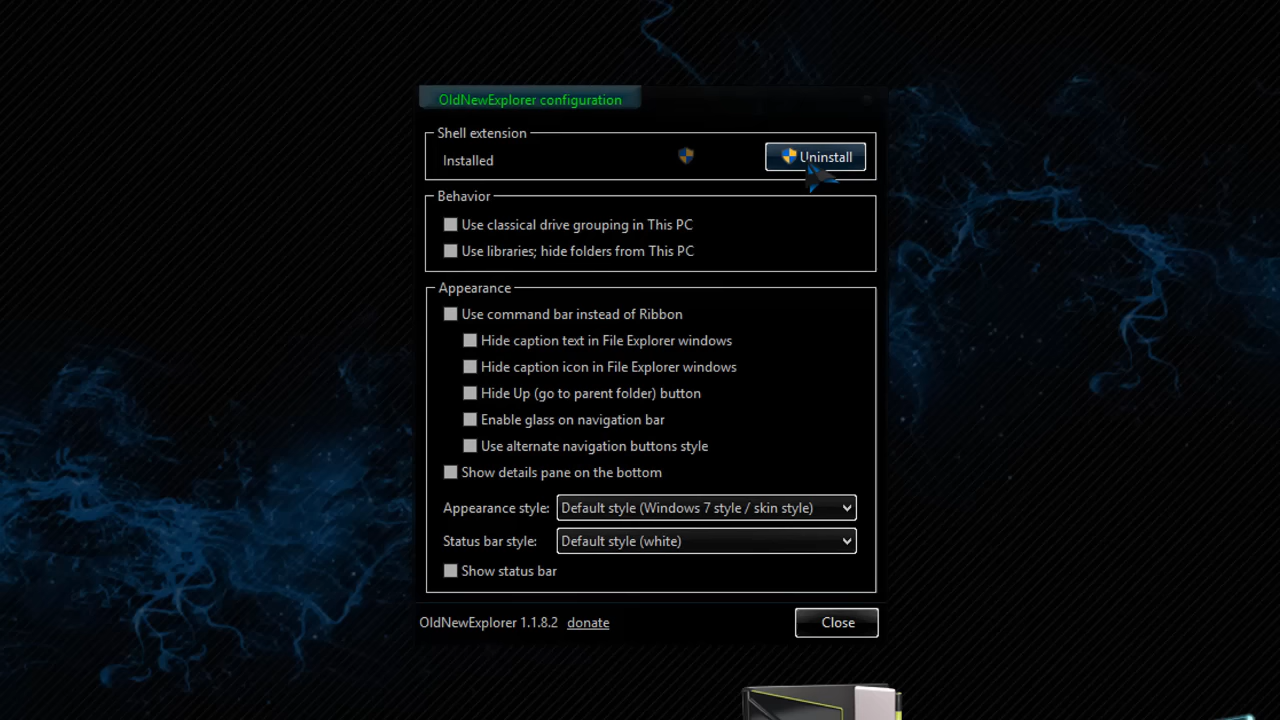 OldNewExplorer configuration
Shell extension
Installed
Uninstall
Behavior
Use classical drive grouping in This PC
Use libraries; hide folders from This PC
Appearance
Use command bar instead of Ribbon
Hide caption text in File Explorer windows
Hide caption icon in File Explorer windows
Hide Up (go to parent folder) button
Enable glass on navigation bar
Use alternate navigation buttons style
Show details pane on the bottom
Appearance style: Default style (Windows 7 style / skin style)
Status bar style: Default style (white)
Show status bar
OldNewExplorer 1.1.8.2 donate
Close